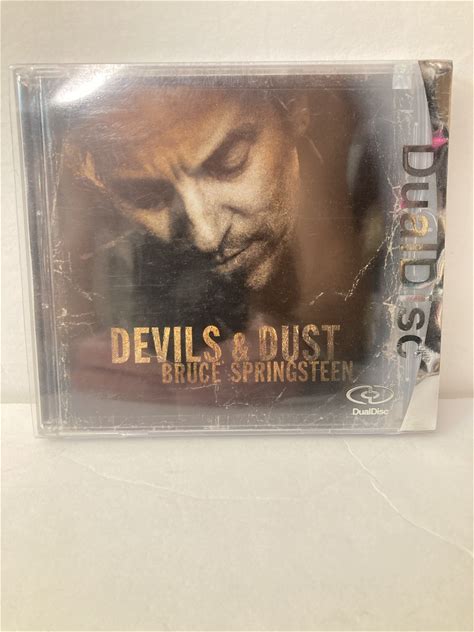 DEVILS & DUST
BRUCE SPRINGSTEEN
DualDisc
DualDisc